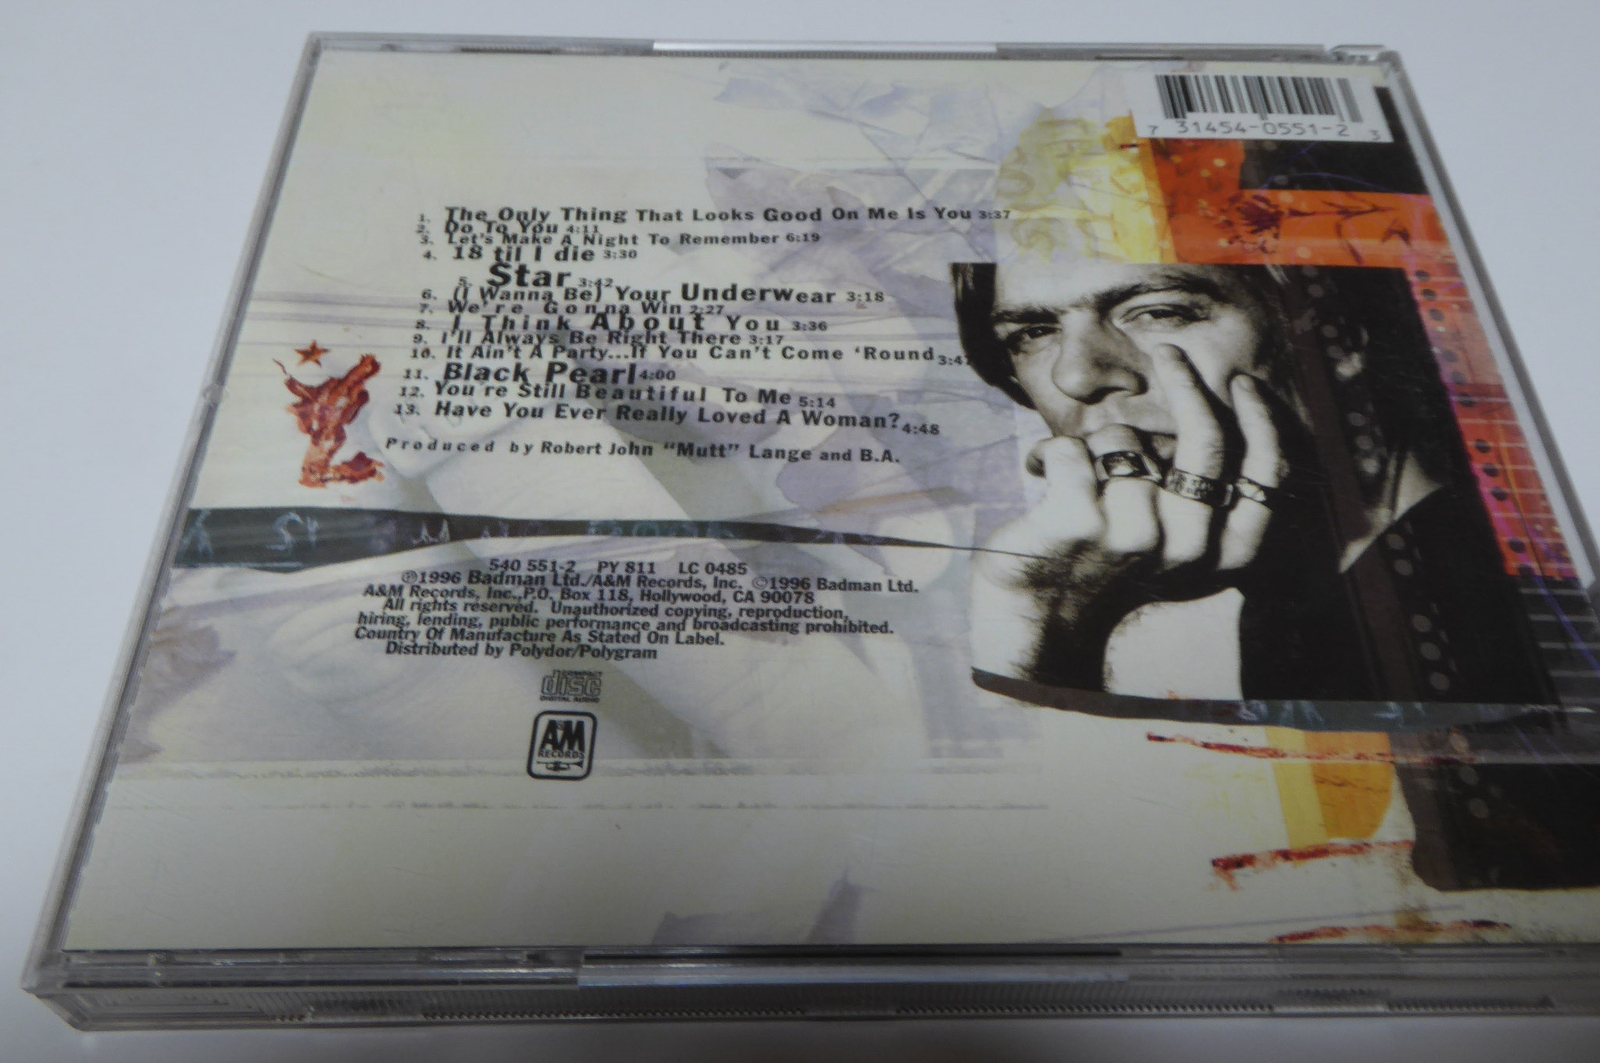 7 31454-0551-2 3
1. The Only Thing That Looks Good On Me Is You 3:37
2. Do To You 4:11
3. Let's Make A Night To Remember 6:19
4. 18 til I die 3:30
5. Star 3:42
6. (I Wanna Be) Your Underwear 3:18
7. We're Gonna Win 2:27
8. I Think About You 3:36
9. I'll Always Be Right There 3:17
10. It Ain't A Party...If You Can't Come 'Round 3:47
11. Black Pearl 4:00
12. You're Still Beautiful To Me 5:14
13. Have You Ever Really Loved A Woman? 4:48
Produced by Robert John "Mutt" Lange and B.A.
540 551-2 PY 811 LC 0485
℗1996 Badman Ltd./A&M Records, Inc. ©1996 Badman Ltd.
A&M Records, Inc.,P.O. Box 118, Hollywood, CA 90078
All rights reserved. Unauthorized copying, reproduction,
hiring, lending, public performance and broadcasting prohibited.
Country Of Manufacture As Stated On Label.
Distributed by Polydor/Polygram
COMPACT
disc
DIGITAL AUDIO
A&M
RECORDS